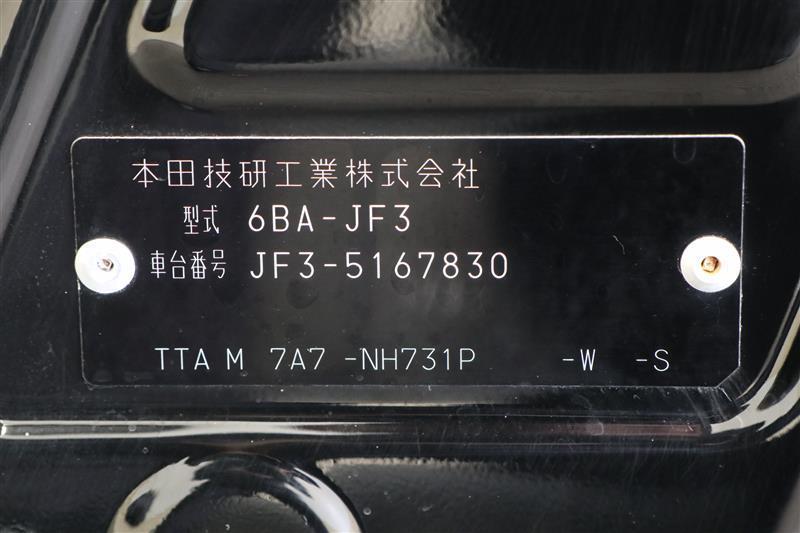 本田技研工業株式会社
型式 6BA-JF3
車台番号 JF3-5167830
TTA M 7A7 -NH731P -W -S